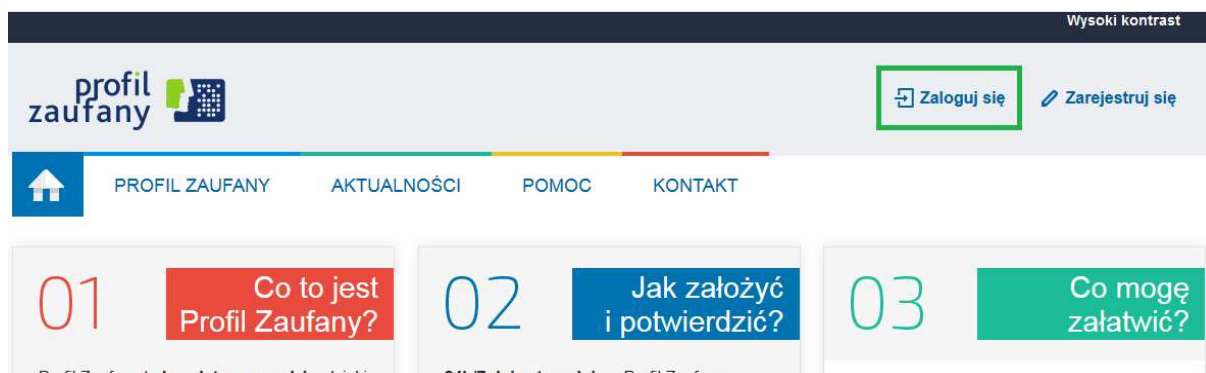 Wysoki kontrast
profil
zaufany
Zaloguj się
Zarejestruj się
PROFIL ZAUFANY
AKTUALNOŚCI
POMOC
KONTAKT
01
Co to jest
Profil Zaufany?
02
Jak założyć
i potwierdzić?
03
Co mogę
załatwić?